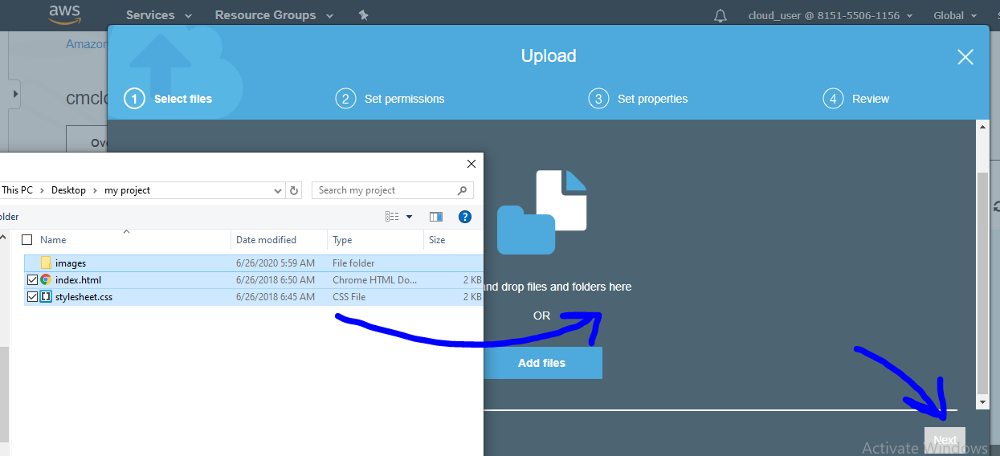 aws Services Resource Groups cloud_user @ 8151-5506-1156 Global
Amazon
Upload
cmclo
1 Select files 2 Set permissions 3 Set properties 4 Review
Ove
This PC > Desktop > my project Search my project
older
Name Date modified Type Size
images 6/26/2020 5:59 AM File folder
index.html 6/26/2018 6:50 AM Chrome HTML Do... 2 KB
stylesheet.css 6/26/2018 6:45 AM CSS File 2 KB
nd drop files and folders here
OR
Add files
Next
Activate Windows